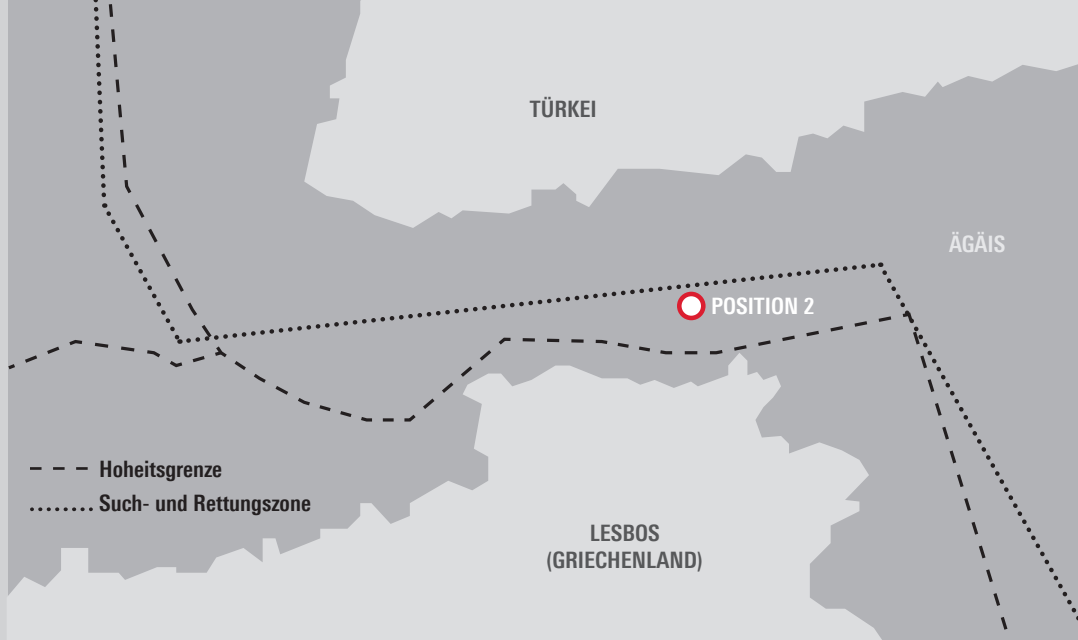 TÜRKEI
ÄGÄIS
POSITION 2
Hoheitsgrenze
Such- und Rettungszone
LESBOS
(GRIECHENLAND)